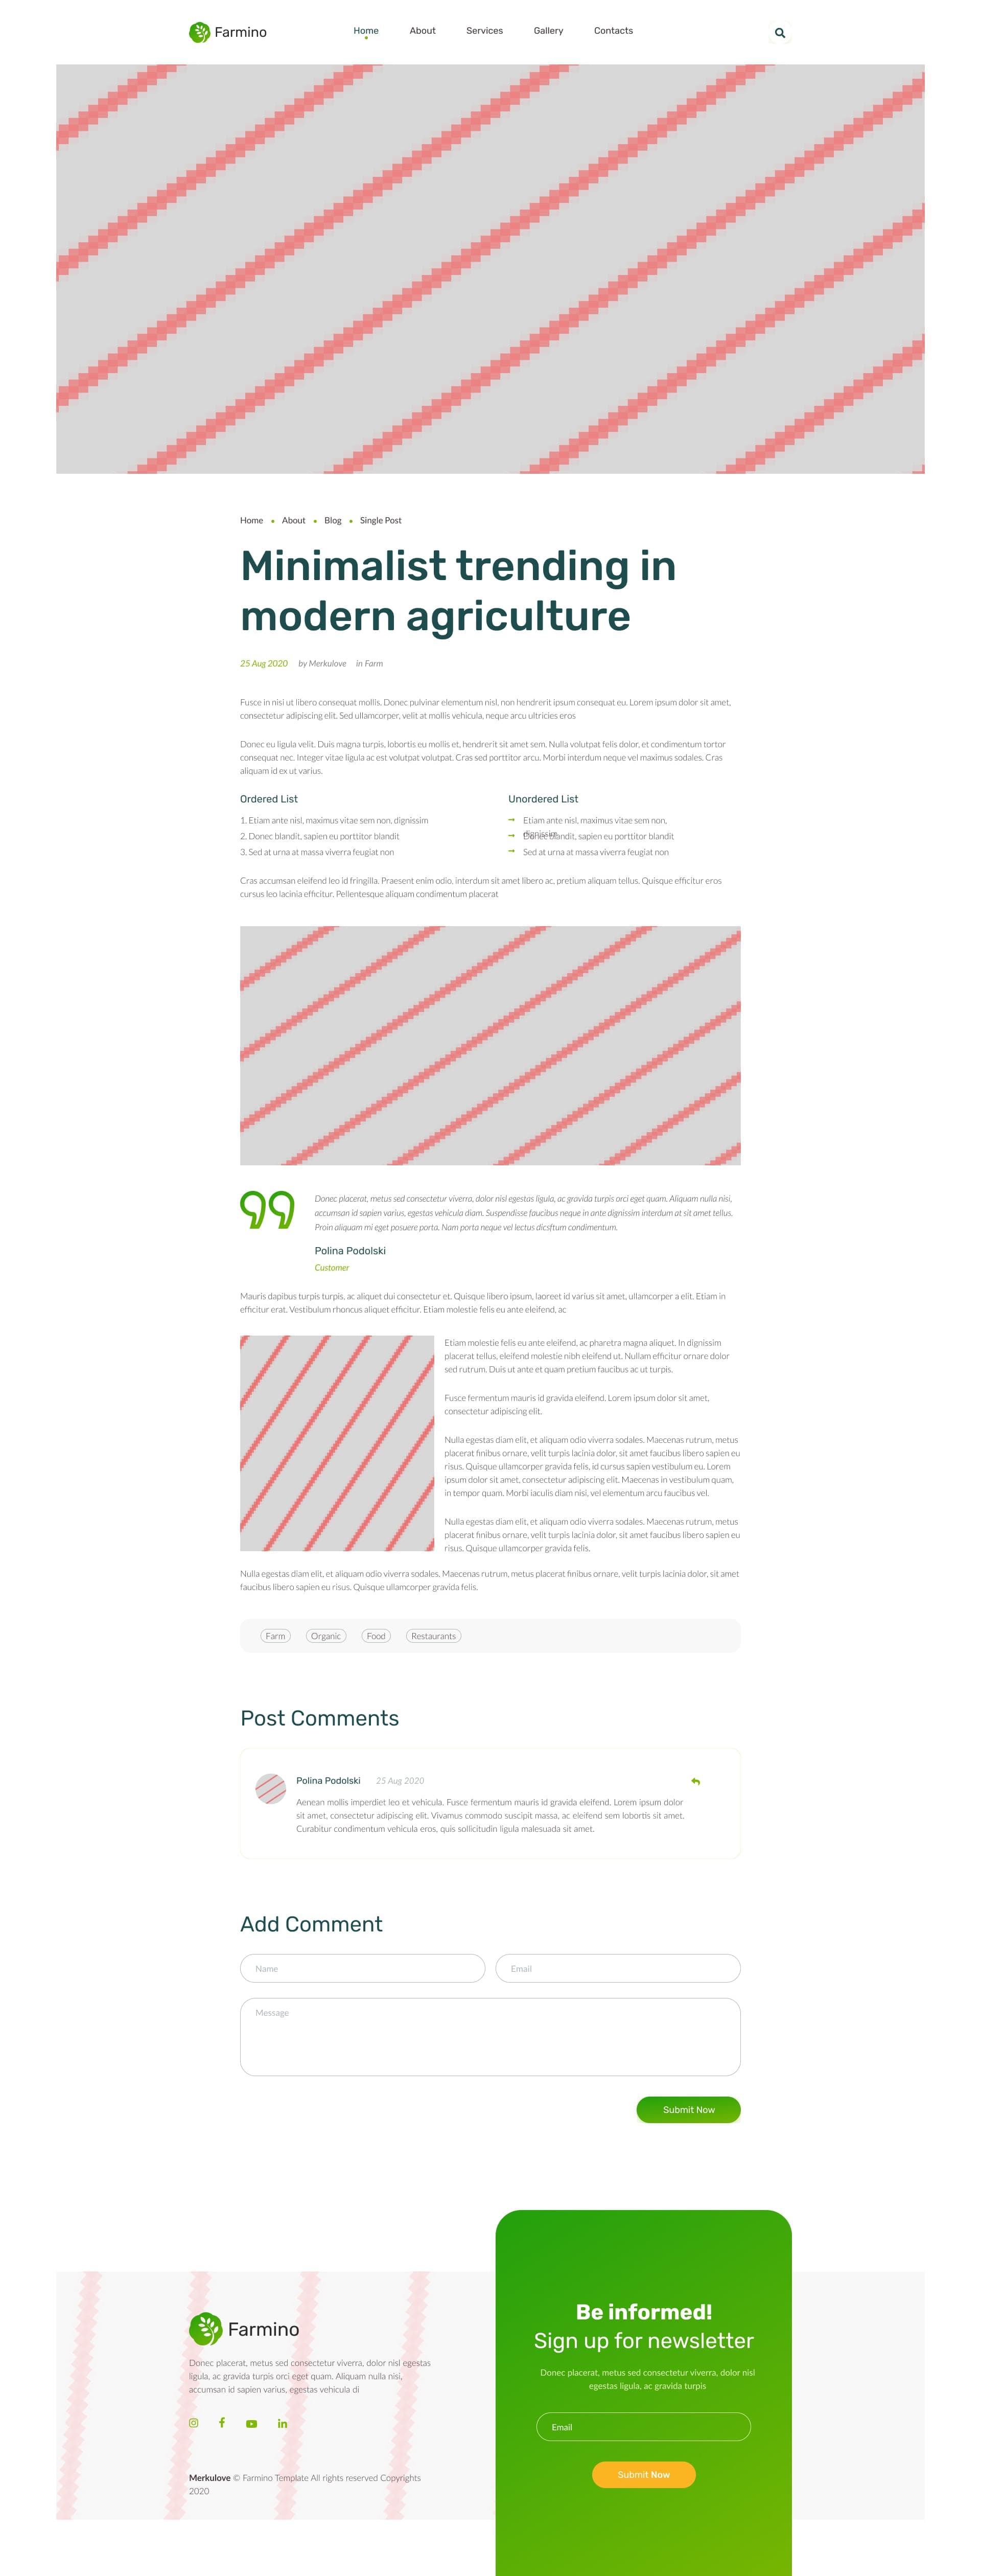 Farmino
Home About Services Gallery Contacts
Home About Blog Single Post
Minimalist trending in
modern agriculture
25 Aug 2020 by Merkulove in Farm
Fusce in nisi ut libero consequat mollis. Donec pulvinar elementum nisl, non hendrerit ipsum consequat eu. Lorem ipsum dolor sit amet,
consectetur adipiscing elit. Sed ullamcorper, velit at mollis vehicula, neque arcu ultricies eros
Donec eu ligula velit. Duis magna turpis, lobortis eu mollis et, hendrerit sit amet sem. Nulla volutpat felis dolor, et condimentum tortor
consequat nec. Integer vitae ligula ac est volutpat volutpat. Cras sed porttitor arcu. Morbi interdum neque vel maximus sodales. Cras
aliquam id ex ut varius.
Ordered List
1. Etiam ante nisl, maximus vitae sem non, dignissim
2. Donec blandit, sapien eu porttitor blandit
3. Sed at urna at massa viverra feugiat non
Unordered List
Etiam ante nisl, maximus vitae sem non,
dignissim
Donec blandit, sapien eu porttitor blandit
Sed at urna at massa viverra feugiat non
Cras accumsan eleifend leo id fringilla. Praesent enim odio, interdum sit amet libero ac, pretium aliquam tellus. Quisque efficitur eros
cursus leo lacinia efficitur. Pellentesque aliquam condimentum placerat
Donec placerat, metus sed consectetur viverra, dolor nisl egestas ligula, ac gravida turpis orci eget quam. Aliquam nulla nisi,
accumsan id sapien varius, egestas vehicula diam. Suspendisse faucibus neque in ante dignissim interdum at sit amet tellus.
Proin aliquam mi eget posuere porta. Nam porta neque vel lectus dicsftum condimentum.
Polina Podolski
Customer
Mauris dapibus turpis turpis, ac aliquet dui consectetur et. Quisque libero ipsum, laoreet id varius sit amet, ullamcorper a elit. Etiam in
efficitur erat. Vestibulum rhoncus aliquet efficitur. Etiam molestie felis eu ante eleifend, ac
Etiam molestie felis eu ante eleifend, ac pharetra magna aliquet. In dignissim
placerat tellus, eleifend molestie nibh eleifend ut. Nullam efficitur ornare dolor
sed rutrum. Duis ut ante et quam pretium faucibus ac ut turpis.
Fusce fermentum mauris id gravida eleifend. Lorem ipsum dolor sit amet,
consectetur adipiscing elit.
Nulla egestas diam elit, et aliquam odio viverra sodales. Maecenas rutrum, metus
placerat finibus ornare, velit turpis lacinia dolor, sit amet faucibus libero sapien eu
risus. Quisque ullamcorper gravida felis, id cursus sapien vestibulum eu. Lorem
ipsum dolor sit amet, consectetur adipiscing elit. Maecenas in vestibulum quam,
in tempor quam. Morbi iaculis diam nisi, vel elementum arcu faucibus vel.
Nulla egestas diam elit, et aliquam odio viverra sodales. Maecenas rutrum, metus
placerat finibus ornare, velit turpis lacinia dolor, sit amet faucibus libero sapien eu
risus. Quisque ullamcorper gravida felis.
Nulla egestas diam elit, et aliquam odio viverra sodales. Maecenas rutrum, metus placerat finibus ornare, velit turpis lacinia dolor, sit amet
faucibus libero sapien eu risus. Quisque ullamcorper gravida felis.
Farm Organic Food Restaurants
Post Comments
Polina Podolski 25 Aug 2020
Aenean mollis imperdiet leo et vehicula. Fusce fermentum mauris id gravida eleifend. Lorem ipsum dolor
sit amet, consectetur adipiscing elit. Vivamus commodo suscipit massa, ac eleifend sem lobortis sit amet.
Curabitur condimentum vehicula eros, quis sollicitudin ligula malesuada sit amet.
Add Comment
Name Email
Message
Submit Now
Farmino
Donec placerat, metus sed consectetur viverra, dolor nisl egestas
ligula, ac gravida turpis orci eget quam. Aliquam nulla nisi,
accumsan id sapien varius, egestas vehicula di
Merkulove © Farmino Template All rights reserved Copyrights
2020
Be informed!
Sign up for newsletter
Donec placerat, metus sed consectetur viverra, dolor nisl
egestas ligula, ac gravida turpis
Email
Submit Now